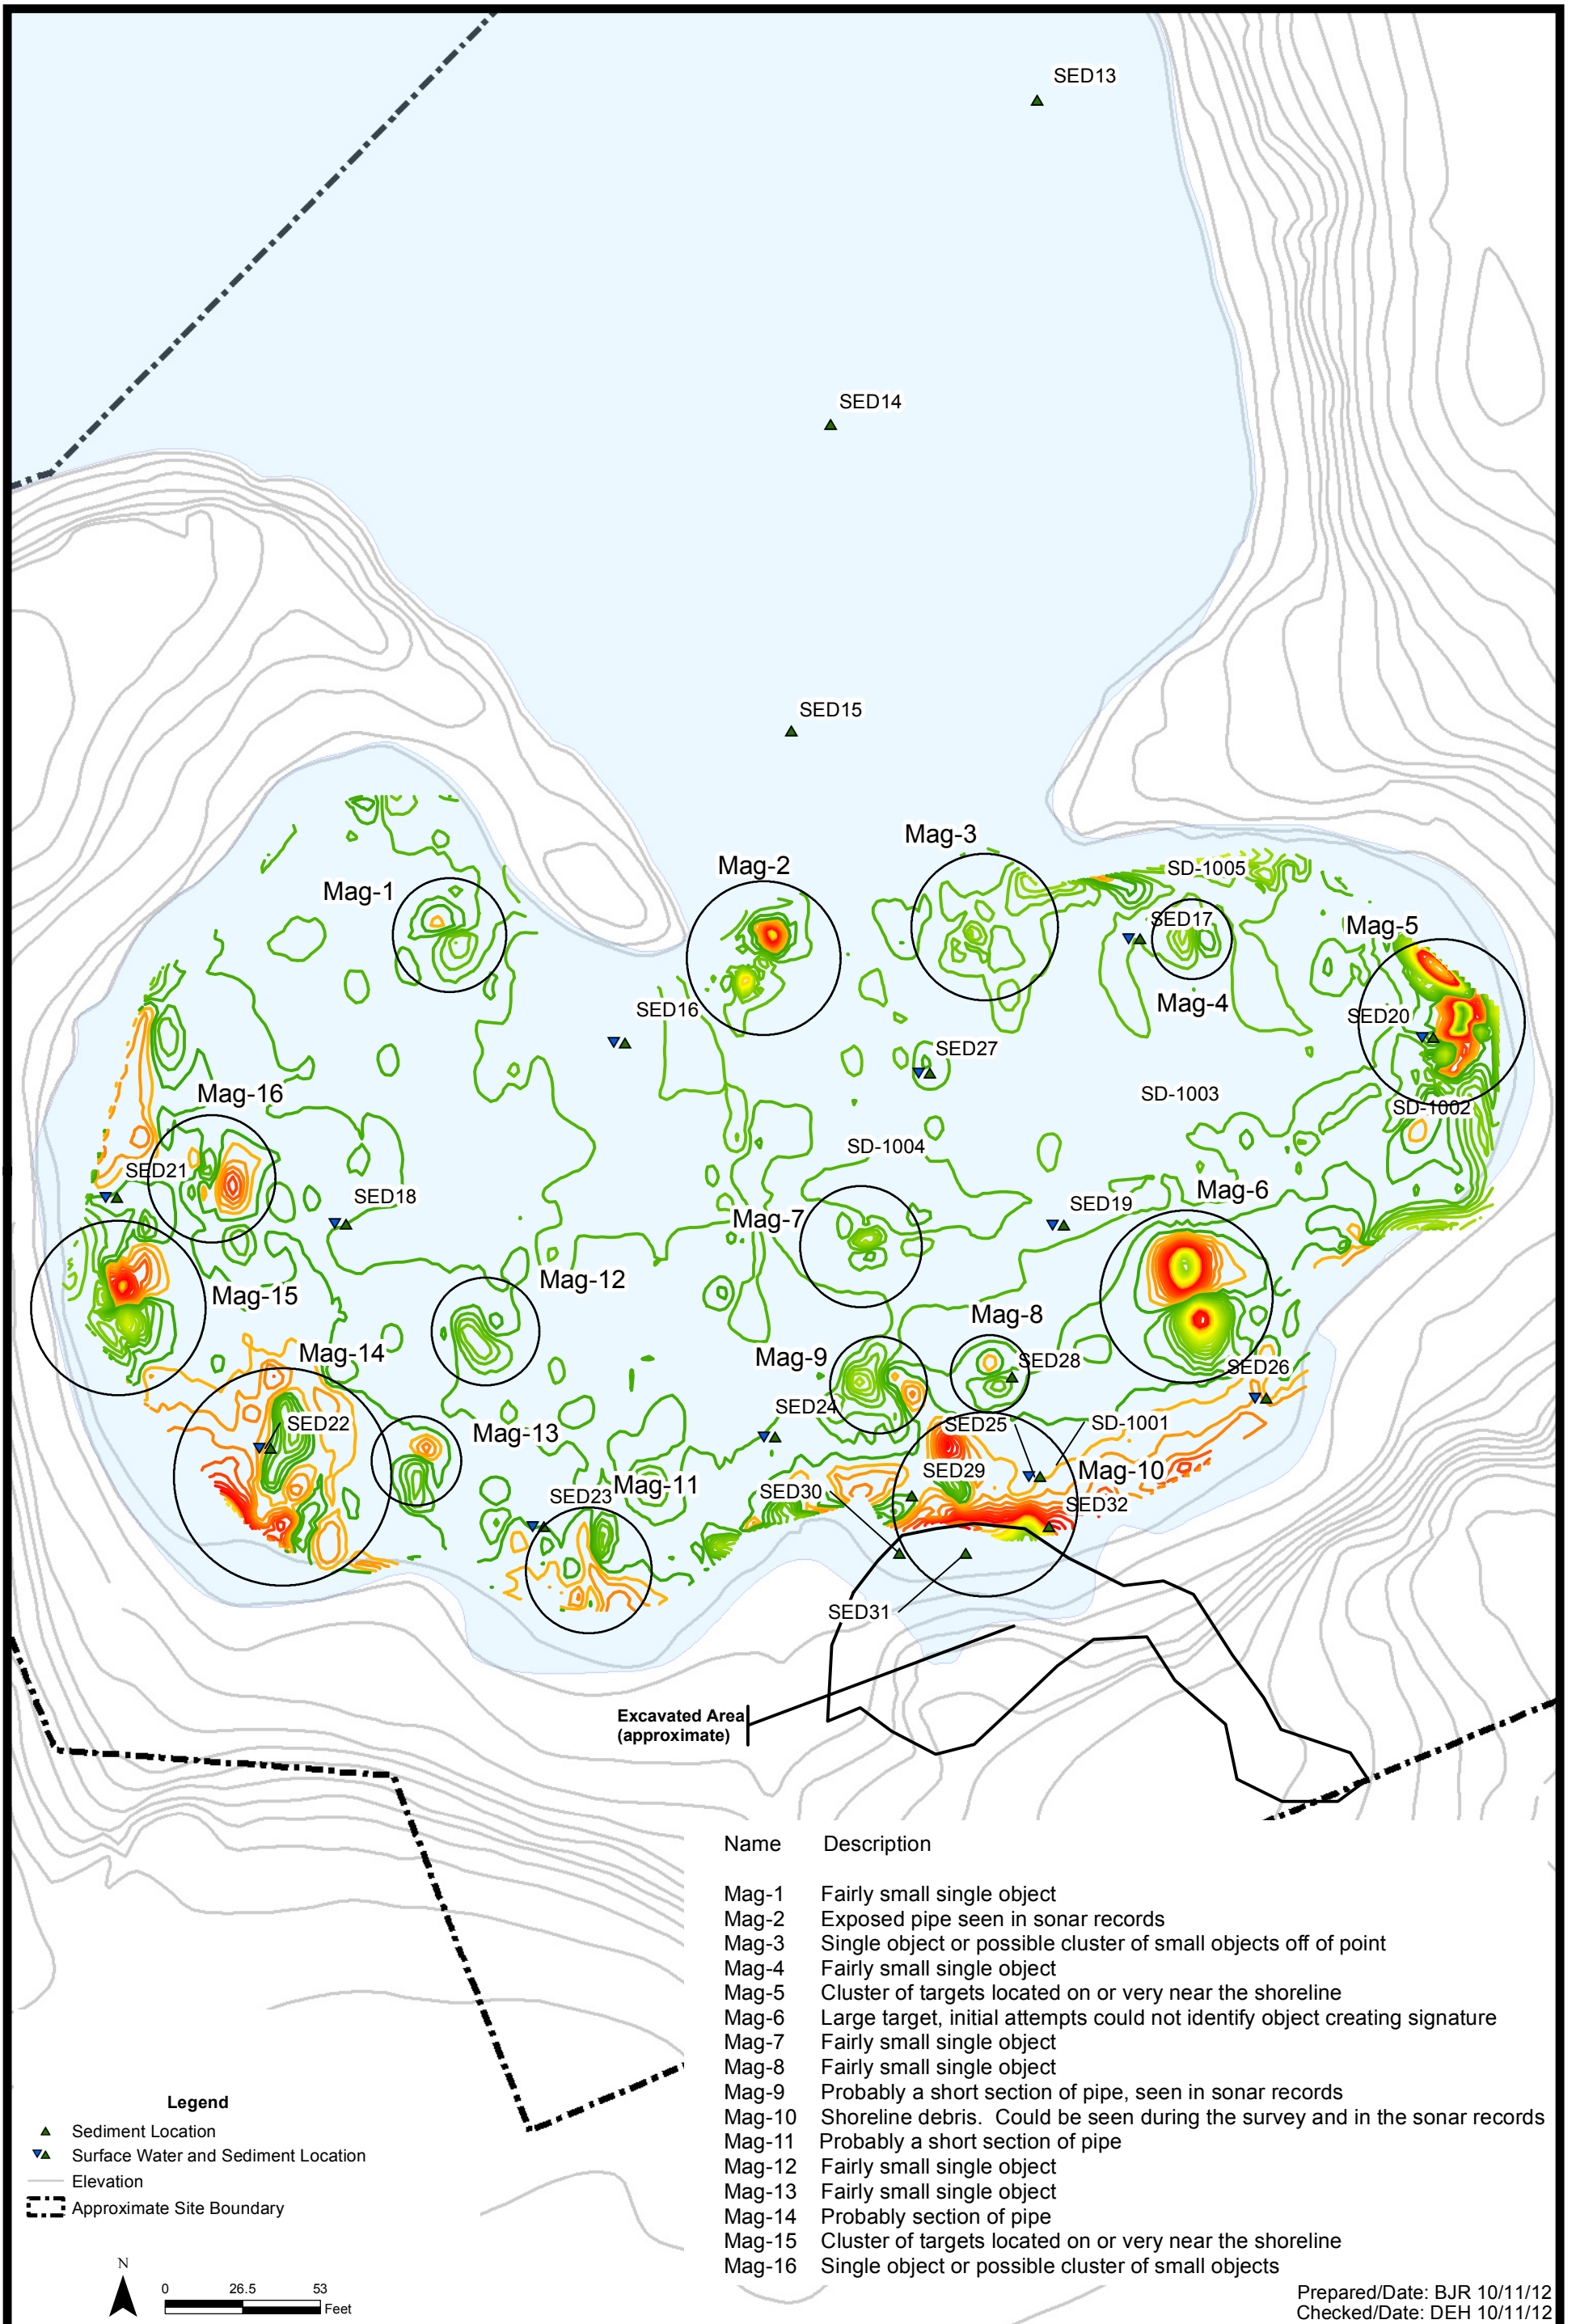 SED13
SED14
SED15
Mag-3
Mag-2
SD-1005
Mag-1
SED17
Mag-5
Mag-4
SED16
SED20
SED27
Mag-16
SD-1003
SD-1002
SD-1004
SED21
SED18
Mag-6
SED19
Mag-7
Mag-12
Mag-15
Mag-8
Mag-14
Mag-9
SED28
SED26
SED24
SED22
SED25
SD-1001
Mag-13
SED29
Mag-10
Mag-11
SED30
SED23
SED32
SED31
Excavated Area
(approximate)
Name Description
Mag-1 Fairly small single object
Mag-2 Exposed pipe seen in sonar records
Mag-3 Single object or possible cluster of small objects off of point
Mag-4 Fairly small single object
Mag-5 Cluster of targets located on or very near the shoreline
Mag-6 Large target, initial attempts could not identify object creating signature
Mag-7 Fairly small single object
Mag-8 Fairly small single object
Mag-9 Probably a short section of pipe, seen in sonar records
Mag-10 Shoreline debris. Could be seen during the survey and in the sonar records
Mag-11 Probably a short section of pipe
Mag-12 Fairly small single object
Mag-13 Fairly small single object
Mag-14 Probably section of pipe
Mag-15 Cluster of targets located on or very near the shoreline
Mag-16 Single object or possible cluster of small objects
Legend
Sediment Location
Surface Water and Sediment Location
Elevation
Approximate Site Boundary
N
0 26.5 53
Feet
Prepared/Date: BJR 10/11/12
Checked/Date: DEH 10/11/12